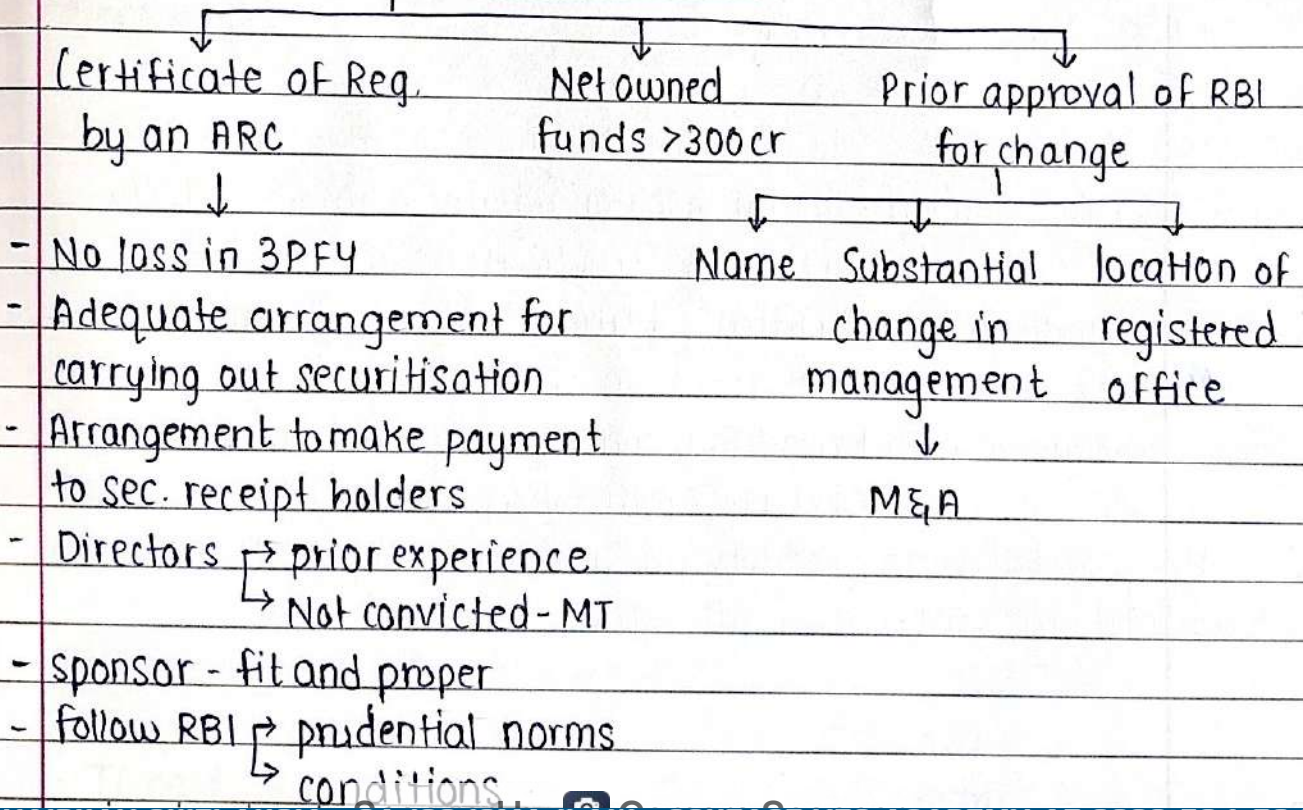 Certificate of Reg. Net owned Prior approval of RBI
by an ARC funds >300cr for change
- No loss in 3PFY Name Substantial location of
- Adequate arrangement for change in registered
carrying out securitisation management office
- Arrangement to make payment
to sec. receipt holders M & A
- Directors → prior experience
→ Not convicted - MT
- sponsor - fit and proper
- follow RBI → prudential norms
→ conditions